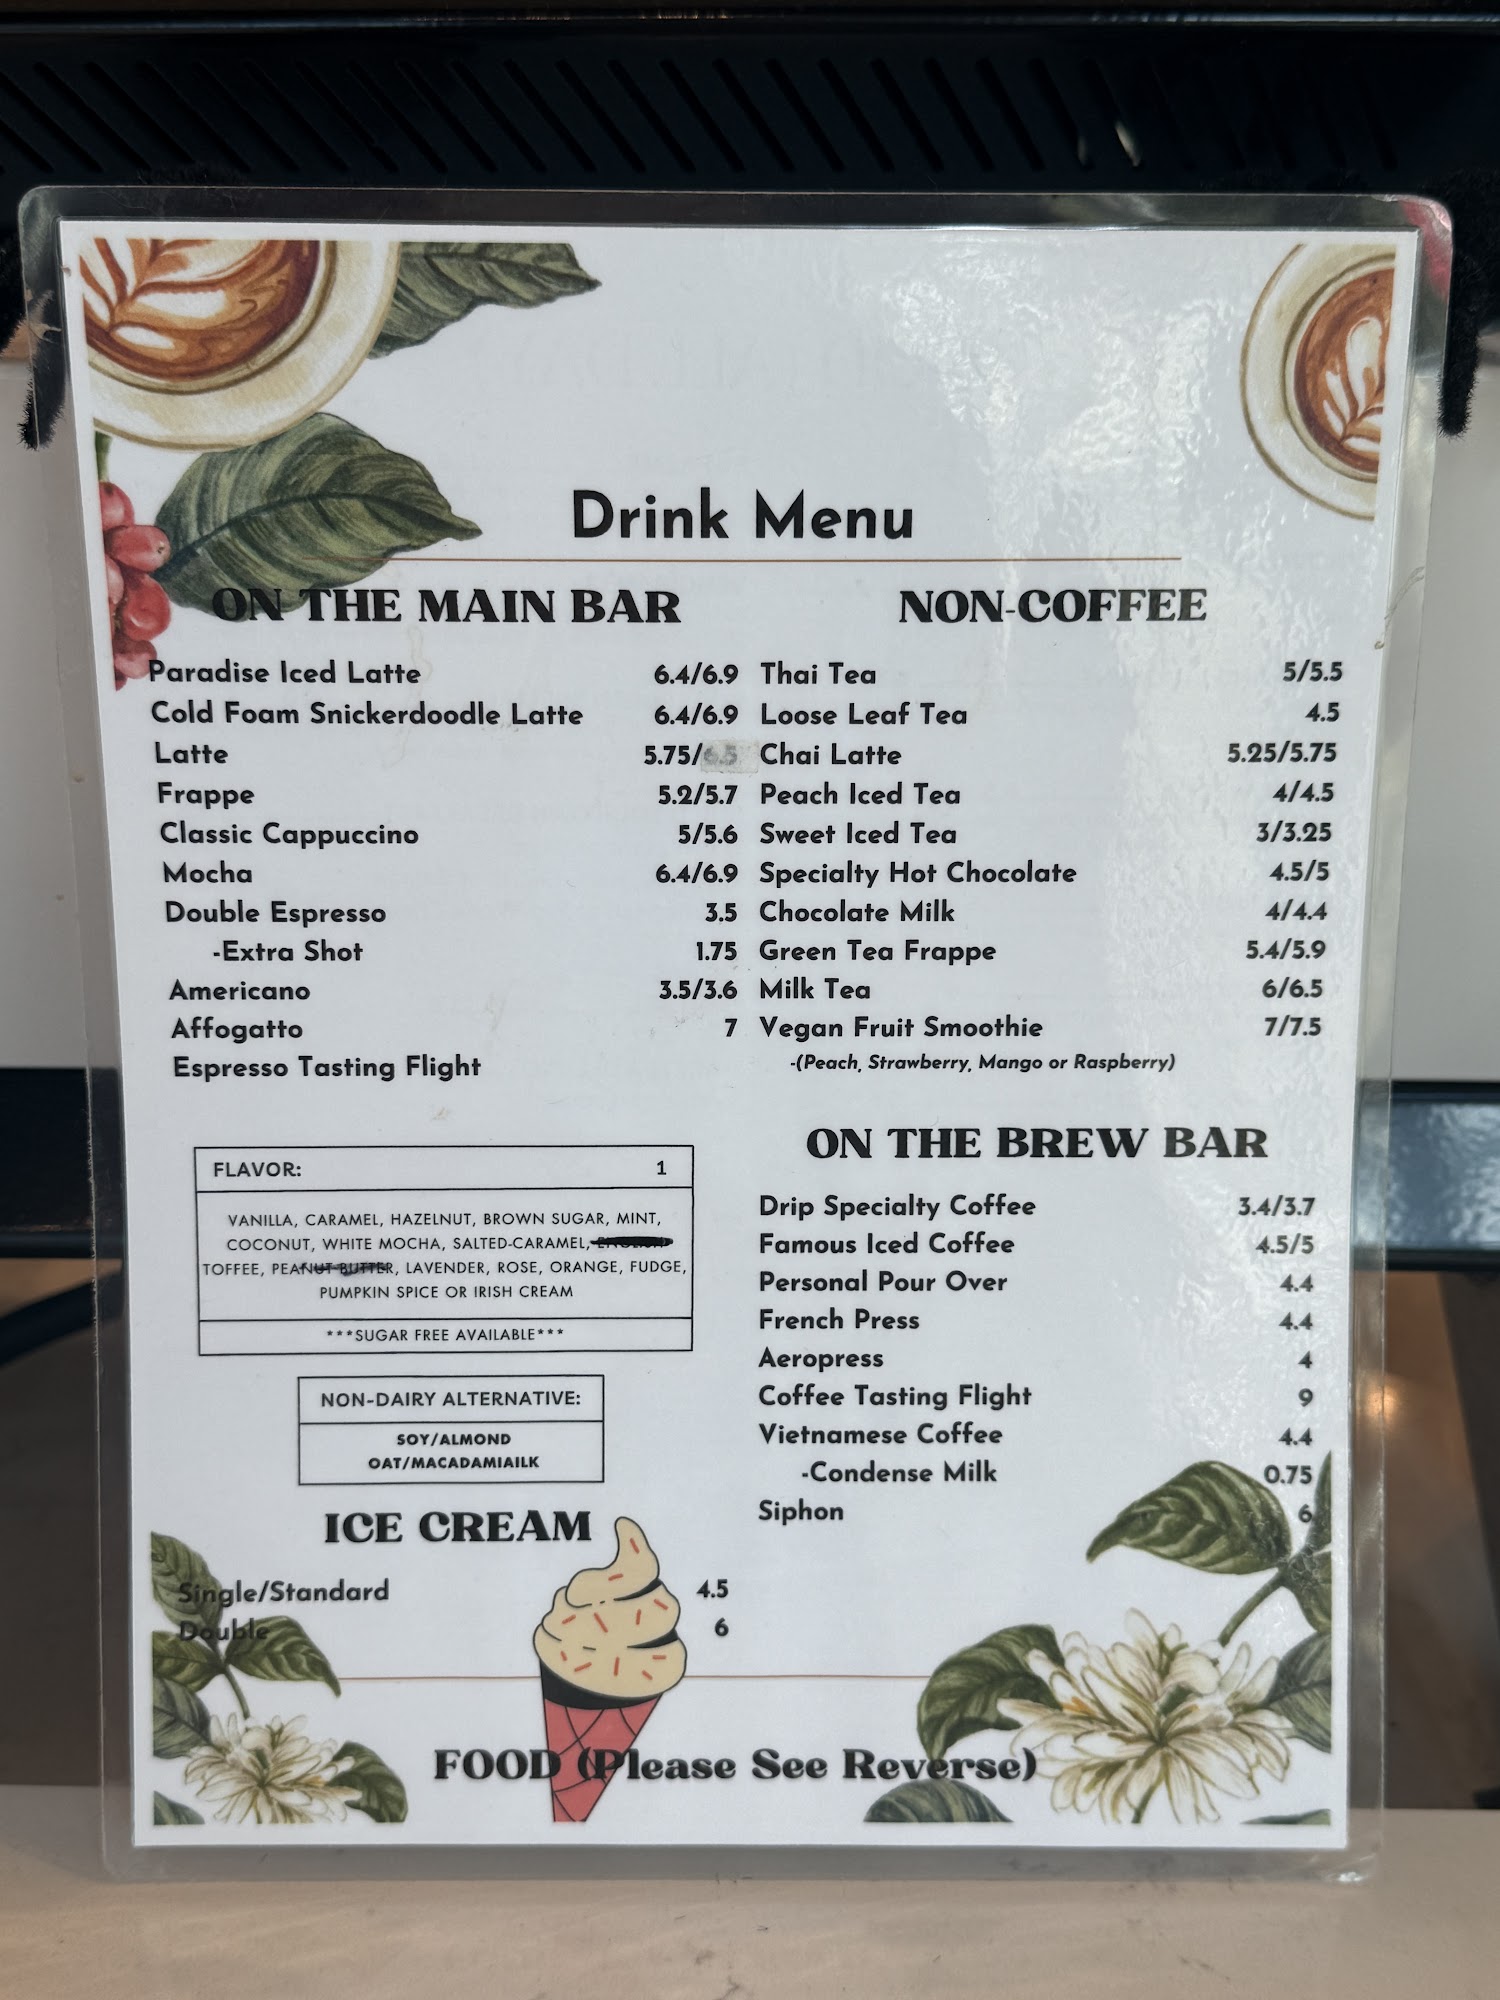 Drink Menu
ON THE MAIN BAR
Paradise Iced Latte 6.4/6.9
Cold Foam Snickerdoodle Latte 6.4/6.9
Latte 5.75/6.5
Frappe 5.2/5.7
Classic Cappuccino 5/5.6
Mocha 6.4/6.9
Double Espresso 3.5
-Extra Shot 1.75
Americano 3.5/3.6
Affogatto 7
Espresso Tasting Flight
FLAVOR: 1
VANILLA, CARAMEL, HAZELNUT, BROWN SUGAR, MINT,
COCONUT, WHITE MOCHA, SALTED-CARAMEL,
TOFFEE, PEANUT BUTTER, LAVENDER, ROSE, ORANGE, FUDGE,
PUMPKIN SPICE OR IRISH CREAM
***SUGAR FREE AVAILABLE***
NON-DAIRY ALTERNATIVE:
SOY/ALMOND
OAT/MACADAMIAILK
ICE CREAM
Single/Standard 4.5
Double 6
NON-COFFEE
Thai Tea 5/5.5
Loose Leaf Tea 4.5
Chai Latte 5.25/5.75
Peach Iced Tea 4/4.5
Sweet Iced Tea 3/3.25
Specialty Hot Chocolate 4.5/5
Chocolate Milk 4/4.4
Green Tea Frappe 5.4/5.9
Milk Tea 6/6.5
Vegan Fruit Smoothie 7/7.5
-(Peach, Strawberry, Mango or Raspberry)
ON THE BREW BAR
Drip Specialty Coffee 3.4/3.7
Famous Iced Coffee 4.5/5
Personal Pour Over 4.4
French Press 4.4
Aeropress 4
Coffee Tasting Flight 9
Vietnamese Coffee 4.4
-Condense Milk 0.75
Siphon 6
FOOD (Please See Reverse)